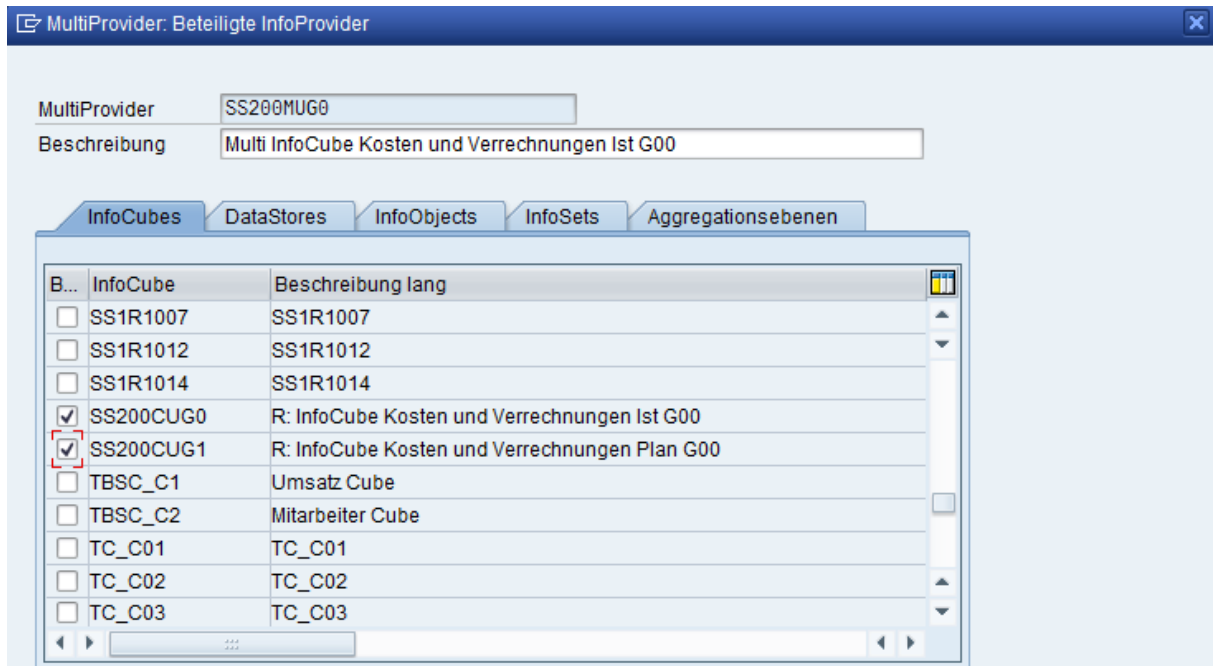 MultiProvider: Beteiligte InfoProvider
MultiProvider SS200MUG0
Beschreibung Multi InfoCube Kosten und Verrechnungen Ist G00
InfoCubes DataStores InfoObjects InfoSets Aggregationsebenen
B... InfoCube Beschreibung lang
SS1R1007 SS1R1007
SS1R1012 SS1R1012
SS1R1014 SS1R1014
SS200CUG0 R: InfoCube Kosten und Verrechnungen Ist G00
SS200CUG1 R: InfoCube Kosten und Verrechnungen Plan G00
TBSC_C1 Umsatz Cube
TBSC_C2 Mitarbeiter Cube
TC_C01 TC_C01
TC_C02 TC_C02
TC_C03 TC_C03